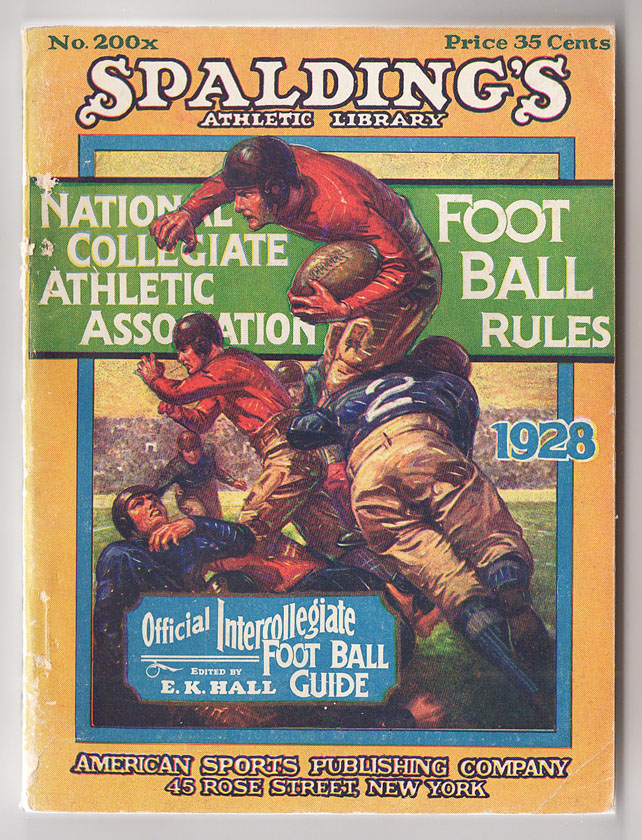 No. 200x
Price 35 Cents
SPALDING'S
ATHLETIC LIBRARY
NATIONAL
COLLEGIATE
ATHLETIC
ASSOCIATION
FOOT
BALL
RULES
2
1928
Official Intercollegiate
FOOT BALL
GUIDE
EDITED BY
E. K. HALL
AMERICAN SPORTS PUBLISHING COMPANY
45 ROSE STREET, NEW YORK